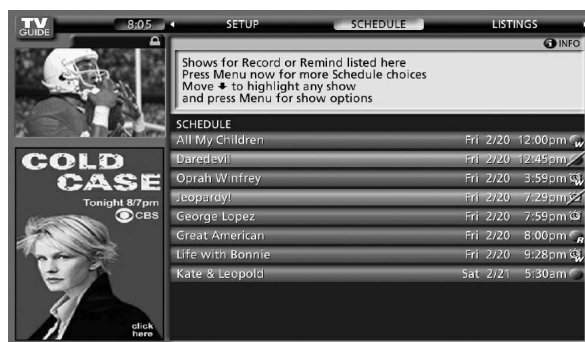 TV
GUIDE
8:05
SETUP
SCHEDULE
LISTINGS
i INFO
Shows for Record or Remind listed here
Press Menu now for more Schedule choices
Move ↓ to highlight any show
and press Menu for show options
SCHEDULE
All My Children Fri 2/20 12:00pm W
Daredevil Fri 2/20 12:45pm
Oprah Winfrey Fri 2/20 3:59pm W
Jeopardy! Fri 2/20 7:29pm
George Lopez Fri 2/20 7:59pm
Great American Fri 2/20 8:00pm R
Life with Bonnie Fri 2/20 9:28pm W
Kate & Leopold Sat 2/21 5:30am
COLD
CASE
Tonight 8/7pm
CBS
click
here